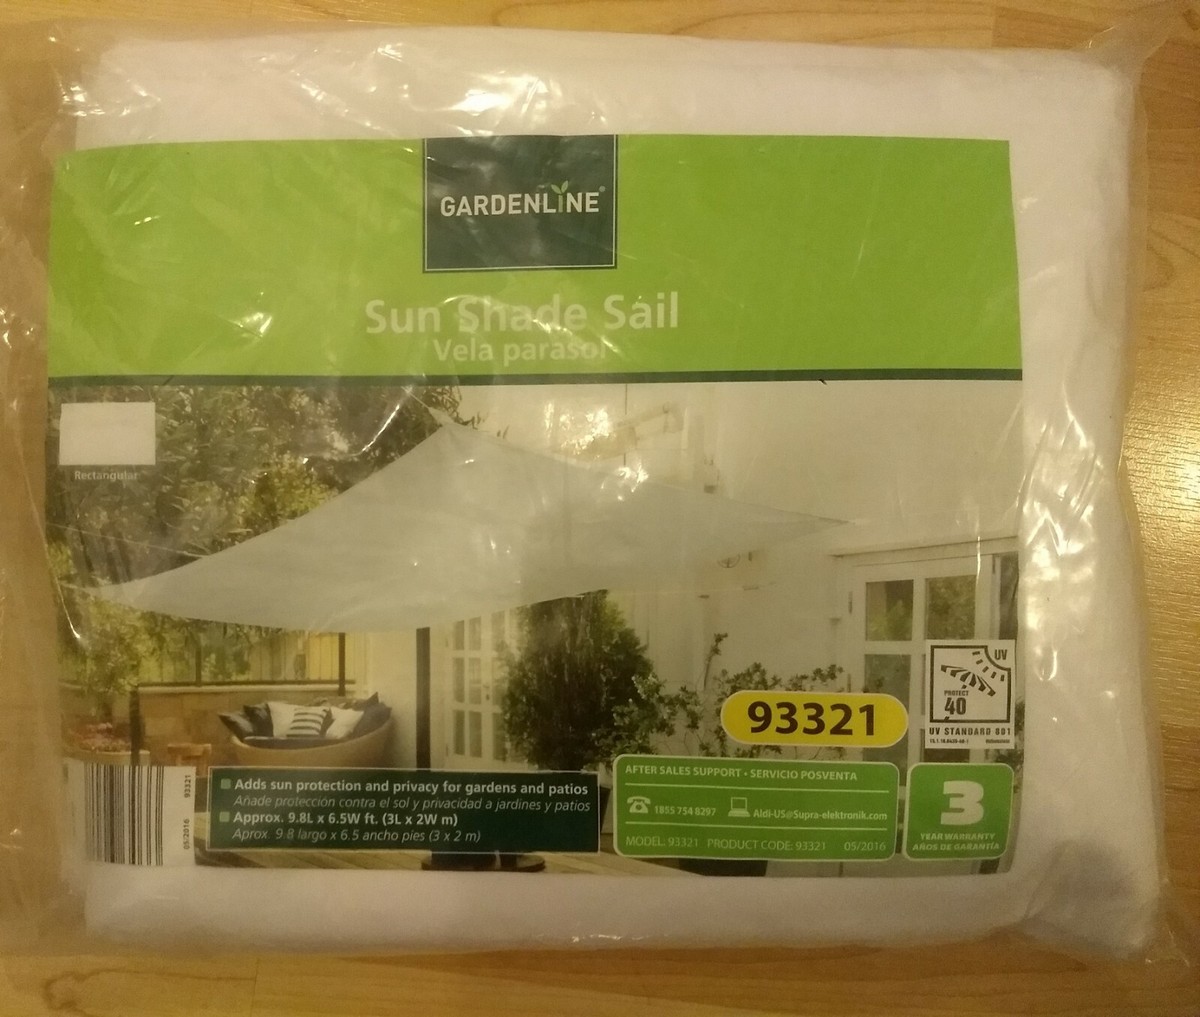 GARDENLINE®
Sun Shade Sail
Vela parasol
Rectangular
93321
UV
PROTECT
40
UV STANDARD 801
93321
05/2016
Adds sun protection and privacy for gardens and patios
Añade protección contra el sol y privacidad a jardines y patios
Approx. 9.8L x 6.5W ft. (3L x 2W m)
Aprox. 9.8 largo x 6.5 ancho pies (3 x 2 m)
AFTER SALES SUPPORT • SERVICIO POSVENTA
1855 754 8297 Aldi-US@Supra-elektronik.com
MODEL: 93321 PRODUCT CODE: 93321 05/2016
3
YEAR WARRANTY
AÑOS DE GARANTÍA